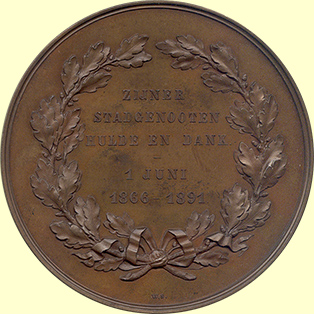 ZIJNER
STADGENOOTEN
HULDE EN DANK
-
1 JUNI
1866-1891